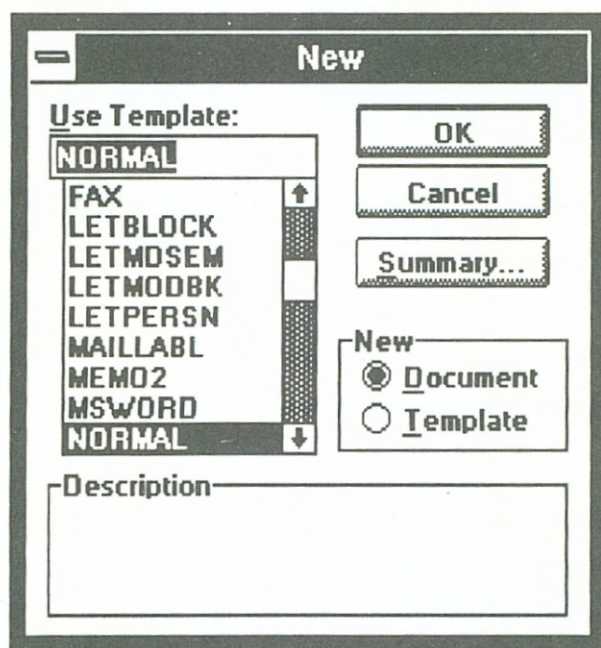 New
Use Template:
NORMAL
FAX
LETBLOCK
LETMDSEM
LETMODBK
LETPERSN
MAILLABL
MEMO2
MSWORD
NORMAL
OK
Cancel
Summary...
New
Document
Template
Description